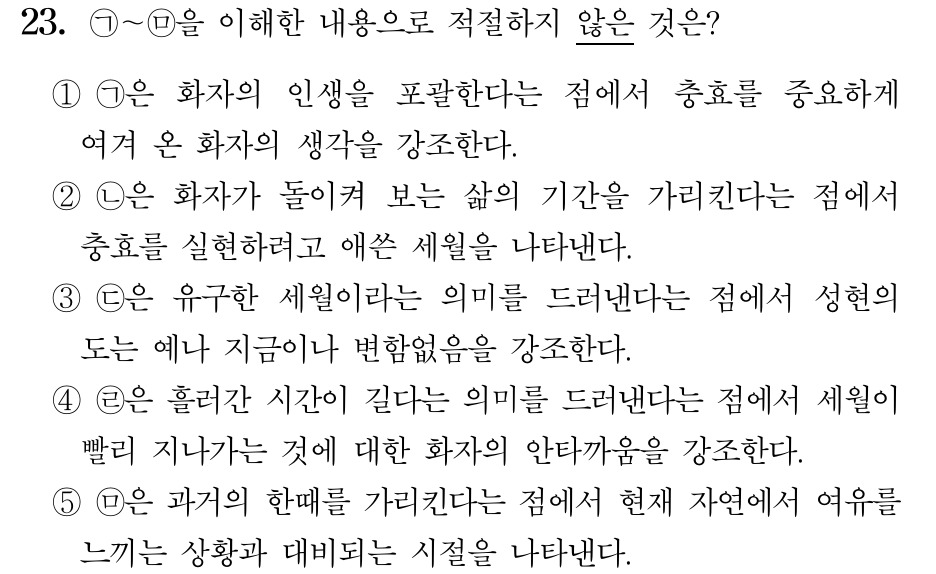 23. ㉠~㉤을 이해한 내용으로 적절하지 않은 것은?
① ㉠은 화자의 인생을 포괄한다는 점에서 충효를 중요하게
여겨 온 화자의 생각을 강조한다.
② ㉡은 화자가 돌이켜 보는 삶의 기간을 가리킨다는 점에서
충효를 실현하려고 애쓴 세월을 나타낸다.
③ ㉢은 유구한 세월이라는 의미를 드러낸다는 점에서 성현의
도는 예나 지금이나 변함없음을 강조한다.
④ ㉣은 흘러간 시간이 길다는 의미를 드러낸다는 점에서 세월이
빨리 지나가는 것에 대한 화자의 안타까움을 강조한다.
⑤ ㉤은 과거의 한때를 가리킨다는 점에서 현재 자연에서 여유를
느끼는 상황과 대비되는 시절을 나타낸다.